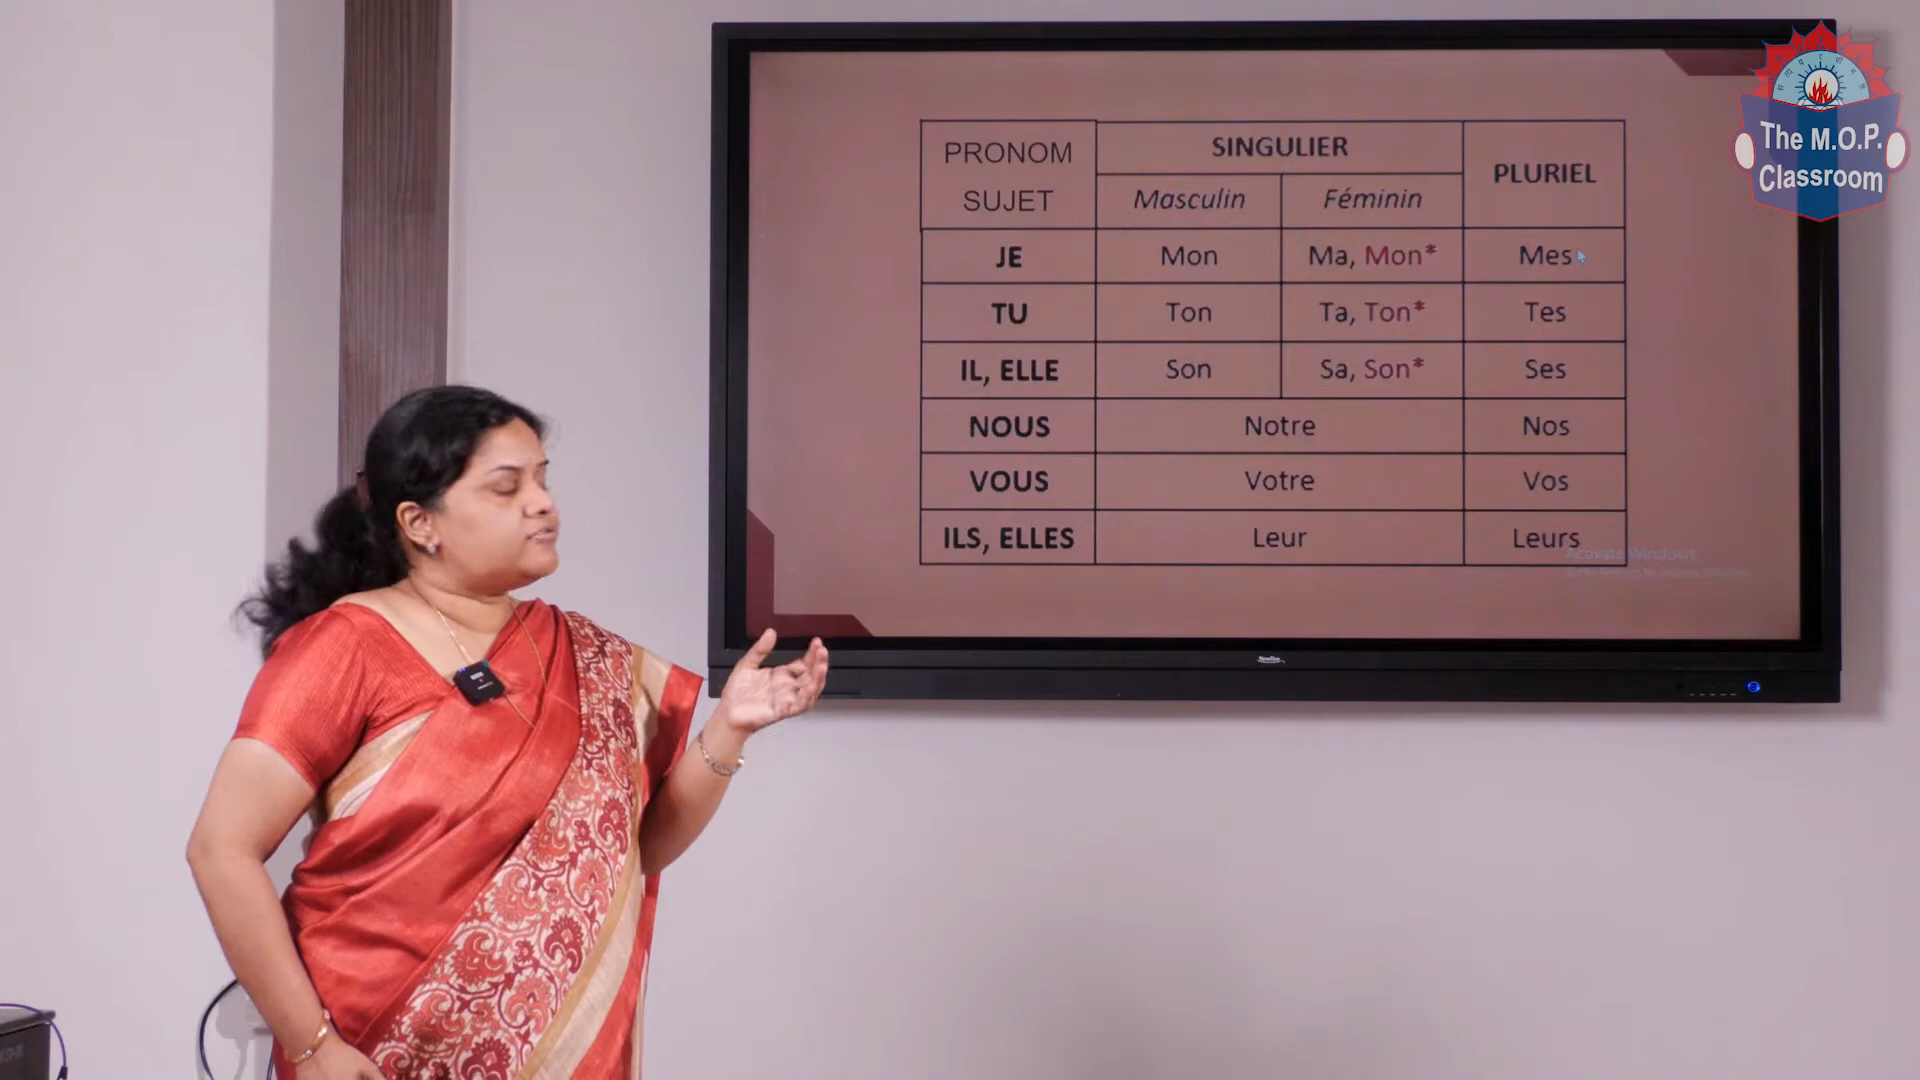 The M.O.P.
Classroom
PRONOM SUJET SINGULIER PLURIEL
Masculin Féminin
JE Mon Ma, Mon* Mes
TU Ton Ta, Ton* Tes
IL, ELLE Son Sa, Son* Ses
NOUS Notre Nos
VOUS Votre Vos
ILS, ELLES Leur Leurs
Activate Windows